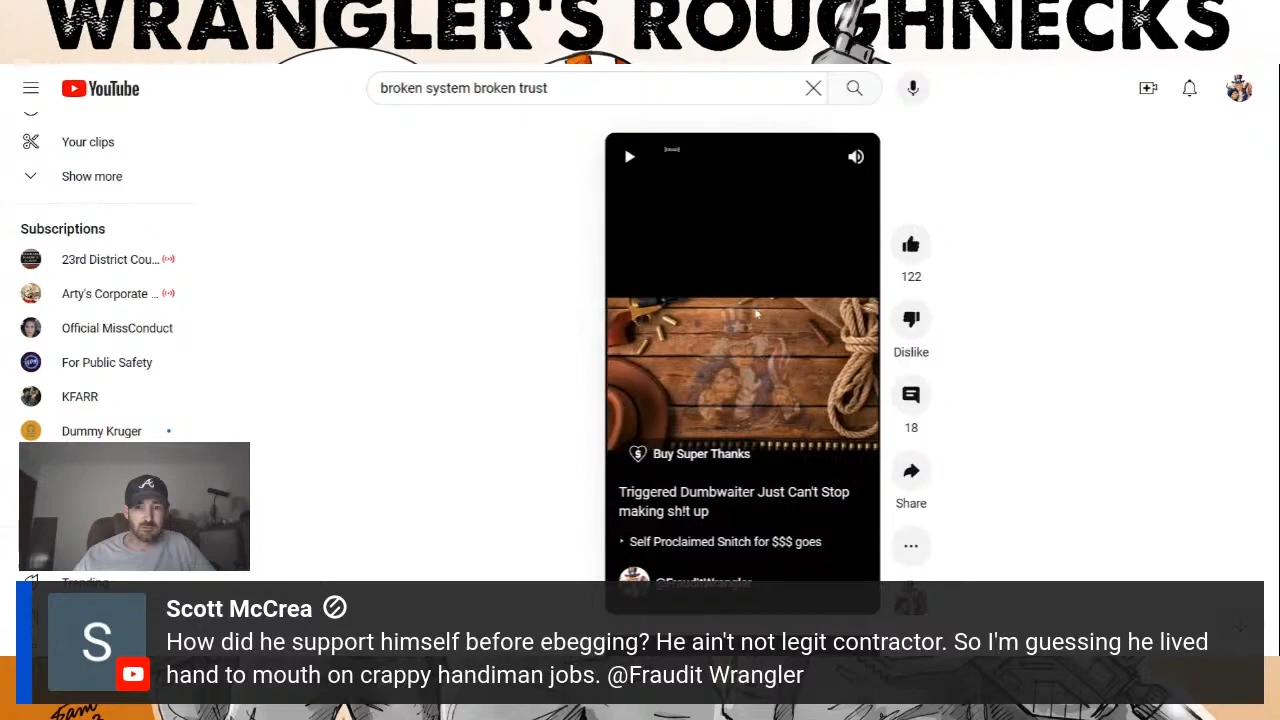 WRANGLER'S ROUGHNECKS
YouTube
broken system broken trust
Your clips
Show more
Subscriptions
23rd District Cou...
Arty's Corporate ...
Official MissConduct
For Public Safety
KFARR
Dummy Kruger
Trending
122
Dislike
18
Share
Buy Super Thanks
Triggered Dumbwaiter Just Can't Stop
making sh!t up
Self Proclaimed Snitch for $$$ goes
@FrauditWrangler
S
Scott McCrea
How did he support himself before ebegging? He ain't not legit contractor. So I'm guessing he lived
hand to mouth on crappy handiman jobs. @Fraudit Wrangler